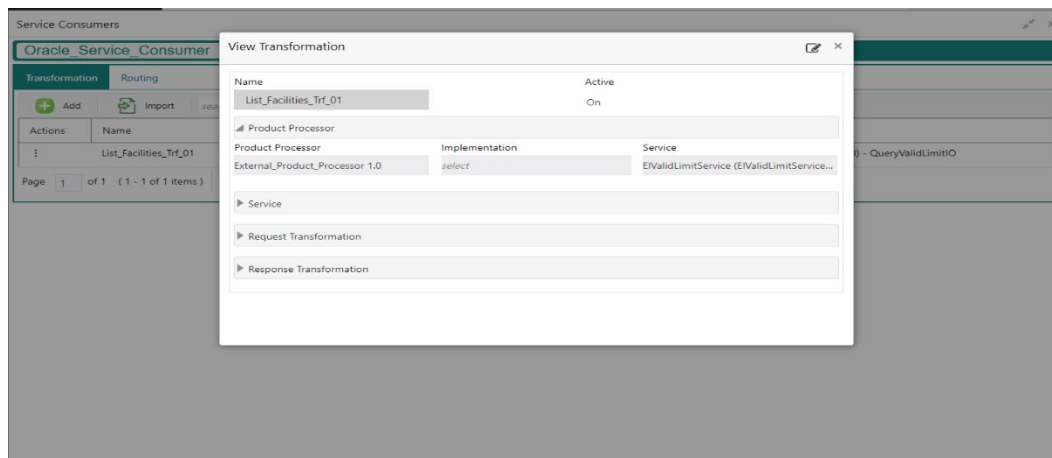 Service Consumers
Oracle_Service_Consumer
Transformation Routing
Add Import
Actions Name
List_Facilities_Trf_01 - QueryValidLimitIO
Page 1 of 1 (1 - 1 of 1 items)
View Transformation
Name Active
List_Facilities_Trf_01 On
Product Processor
Product Processor Implementation Service
External_Product_Processor 1.0 select EIValidLimitService (EIValidLimitService...
Service
Request Transformation
Response Transformation